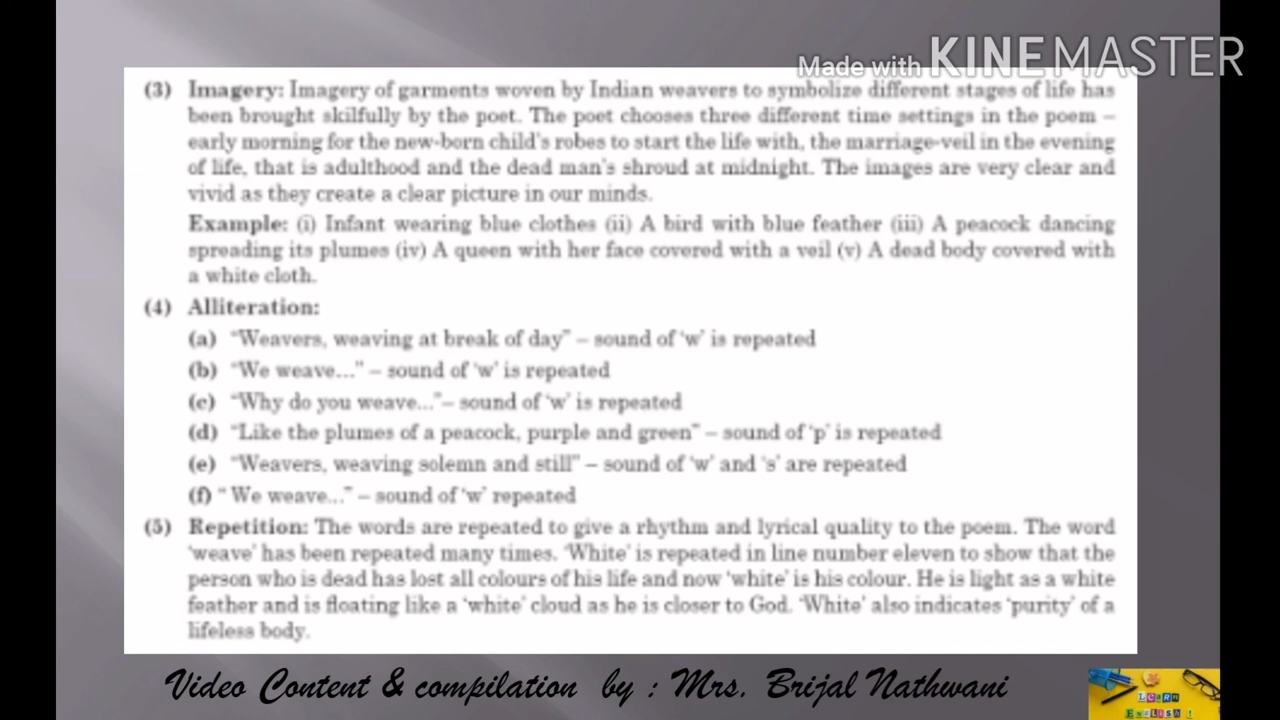 Made with KINEMASTER
(3) Imagery: Imagery of garments woven by Indian weavers to symbolize different stages of life has
been brought skilfully by the poet. The poet chooses three different time settings in the poem –
early morning for the new-born child's robes to start the life with, the marriage-veil in the evening
of life, that is adulthood and the dead man's shroud at midnight. The images are very clear and
vivid as they create a clear picture in our minds.
Example: (i) Infant wearing blue clothes (ii) A bird with blue feather (iii) A peacock dancing
spreading its plumes (iv) A queen with her face covered with a veil (v) A dead body covered with
a white cloth.
(4) Alliteration:
(a) "Weavers, weaving at break of day" – sound of 'w' is repeated
(b) "We weave..." – sound of 'w' is repeated
(c) "Why do you weave..."– sound of 'w' is repeated
(d) "Like the plumes of a peacock, purple and green" – sound of 'p' is repeated
(e) "Weavers, weaving solemn and still" – sound of 'w' and 's' are repeated
(f) " We weave..." – sound of 'w' repeated
(5) Repetition: The words are repeated to give a rhythm and lyrical quality to the poem. The word
'weave' has been repeated many times. 'White' is repeated in line number eleven to show that the
person who is dead has lost all colours of his life and now 'white' is his colour. He is light as a white
feather and is floating like a 'white' cloud as he is closer to God. 'White' also indicates 'purity' of a
lifeless body.
Video Content & compilation by : Mrs. Brijal Nathwani
LEARN
ENGLISH !